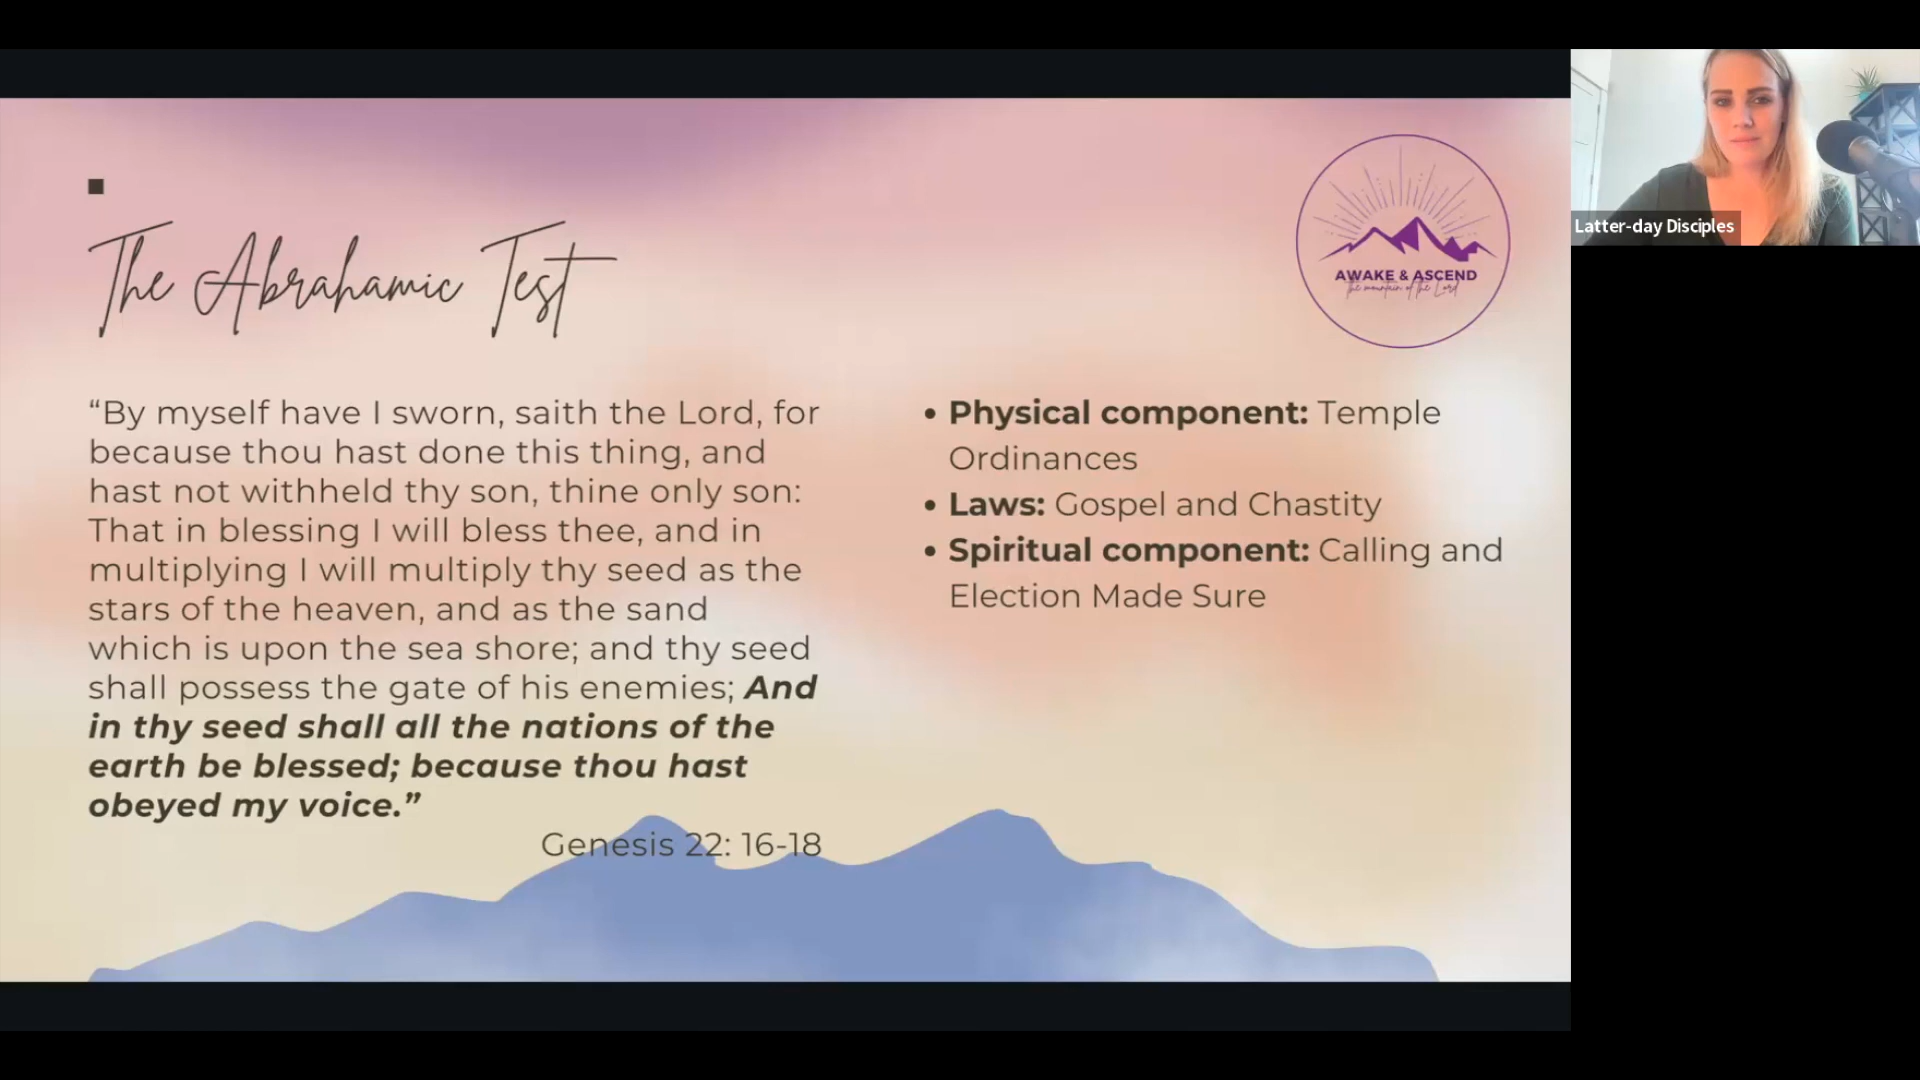 The Abrahamic Test
“By myself have I sworn, saith the Lord, for
because thou hast done this thing, and
hast not withheld thy son, thine only son:
That in blessing I will bless thee, and in
multiplying I will multiply thy seed as the
stars of the heaven, and as the sand
which is upon the sea shore; and thy seed
shall possess the gate of his enemies; And
in thy seed shall all the nations of the
earth be blessed; because thou hast
obeyed my voice.”
Genesis 22: 16-18
• Physical component: Temple
Ordinances
• Laws: Gospel and Chastity
• Spiritual component: Calling and
Election Made Sure
AWAKE & ASCEND
The mountain of the Lord
Latter-day Disciples